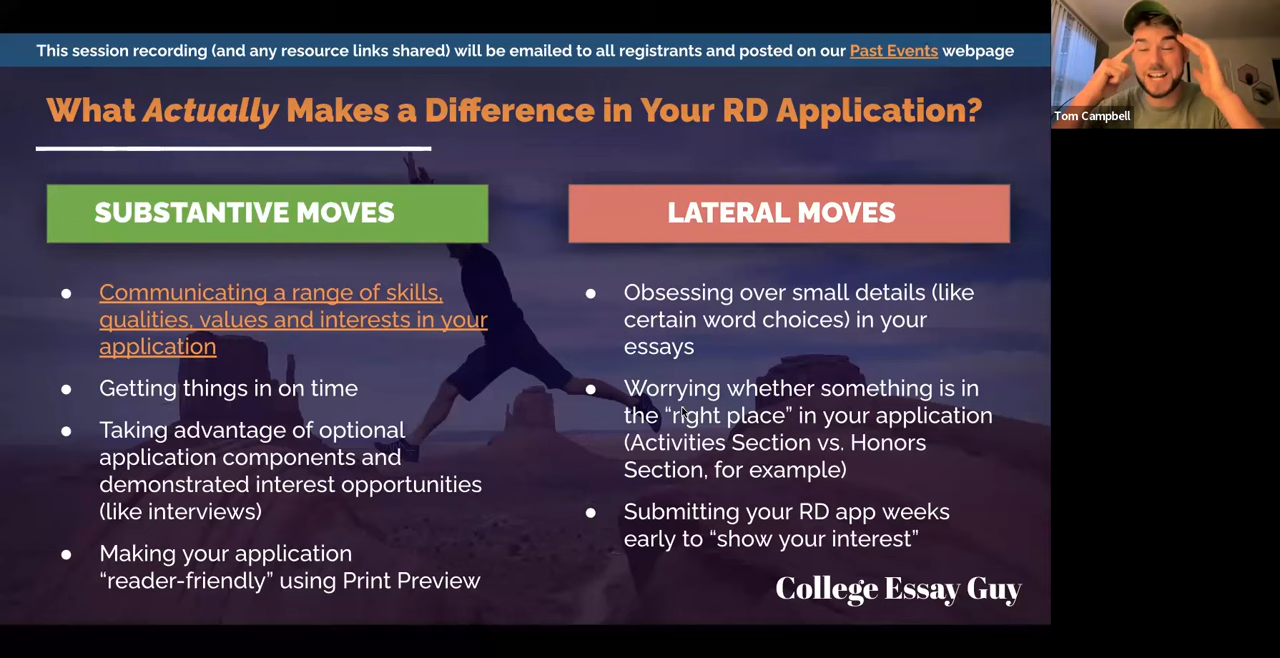 This session recording (and any resource links shared) will be emailed to all registrants and posted on our Past Events webpage
Tom Campbell
What Actually Makes a Difference in Your RD Application?
SUBSTANTIVE MOVES
● Communicating a range of skills,
qualities, values and interests in your
application
● Getting things in on time
● Taking advantage of optional
application components and
demonstrated interest opportunities
(like interviews)
● Making your application
“reader-friendly” using Print Preview
LATERAL MOVES
● Obsessing over small details (like
certain word choices) in your
essays
● Worrying whether something is in
the “right place” in your application
(Activities Section vs. Honors
Section, for example)
● Submitting your RD app weeks
early to “show your interest”
College Essay Guy